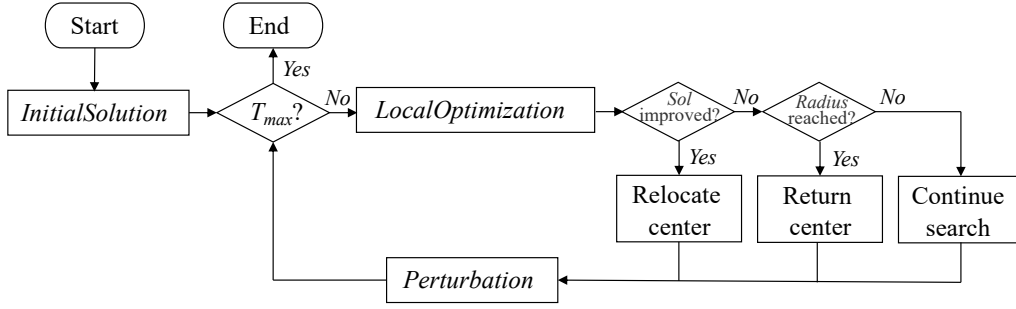 Start
End
Yes
InitialSolution
T_max?
No
LocalOptimization
Sol
improved?
No
Radius
reached?
No
Yes
Yes
Relocate
center
Return
center
Continue
search
Perturbation